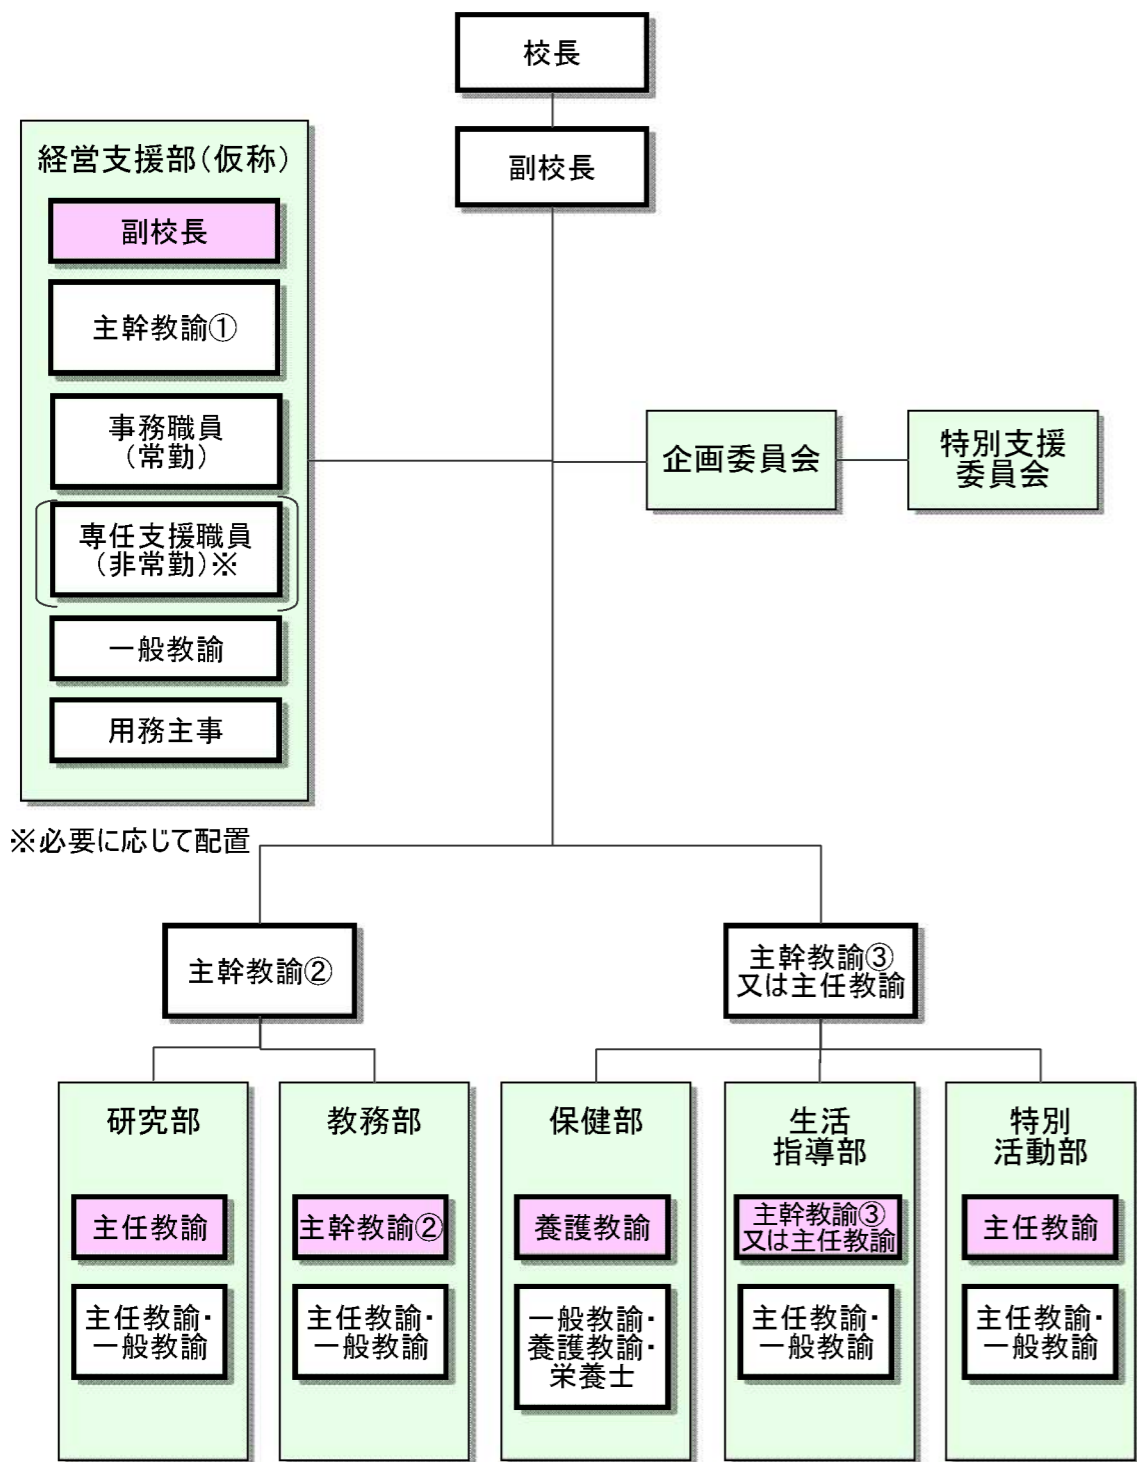 校長
副校長
経営支援部（仮称）
副校長
主幹教諭①
事務職員
（常勤）
専任支援職員
（非常勤）※
一般教諭
用務主事
※必要に応じて配置
企画委員会
特別支援
委員会
主幹教諭②
主幹教諭③
又は主任教諭
研究部
主任教諭
主任教諭・
一般教諭
教務部
主幹教諭②
主任教諭・
一般教諭
保健部
養護教諭
一般教諭・
養護教諭・
栄養士
生活
指導部
主幹教諭③
又は主任教諭
主任教諭・
一般教諭
特別
活動部
主任教諭
主任教諭・
一般教諭